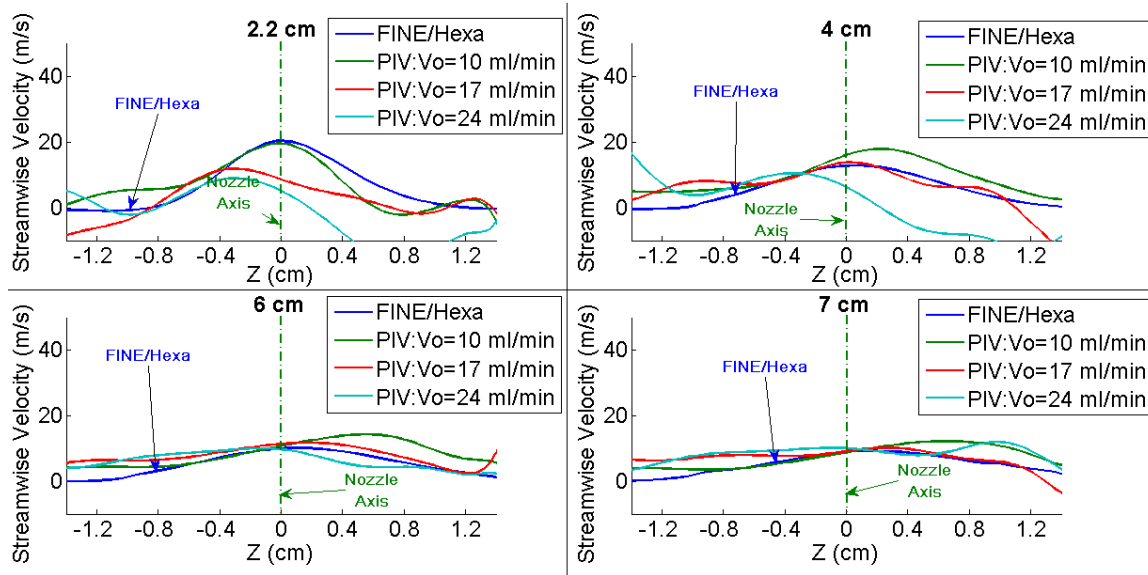 2.2 cm
Streamwise Velocity (m/s)
40
20
0
FINE/Hexa
PIV:Vo=10 ml/min
PIV:Vo=17 ml/min
PIV:Vo=24 ml/min
FINE/Hexa
Nozzle
Axis
-1.2 -0.8 -0.4 0 0.4 0.8 1.2
Z (cm)
4 cm
Streamwise Velocity (m/s)
40
20
0
FINE/Hexa
PIV:Vo=10 ml/min
PIV:Vo=17 ml/min
PIV:Vo=24 ml/min
FINE/Hexa
Nozzle
Axis
-1.2 -0.8 -0.4 0 0.4 0.8 1.2
Z (cm)
6 cm
Streamwise Velocity (m/s)
40
20
0
FINE/Hexa
PIV:Vo=10 ml/min
PIV:Vo=17 ml/min
PIV:Vo=24 ml/min
FINE/Hexa
Nozzle
Axis
-1.2 -0.8 -0.4 0 0.4 0.8 1.2
Z (cm)
7 cm
Streamwise Velocity (m/s)
40
20
0
FINE/Hexa
PIV:Vo=10 ml/min
PIV:Vo=17 ml/min
PIV:Vo=24 ml/min
FINE/Hexa
Nozzle
Axis
-1.2 -0.8 -0.4 0 0.4 0.8 1.2
Z (cm)